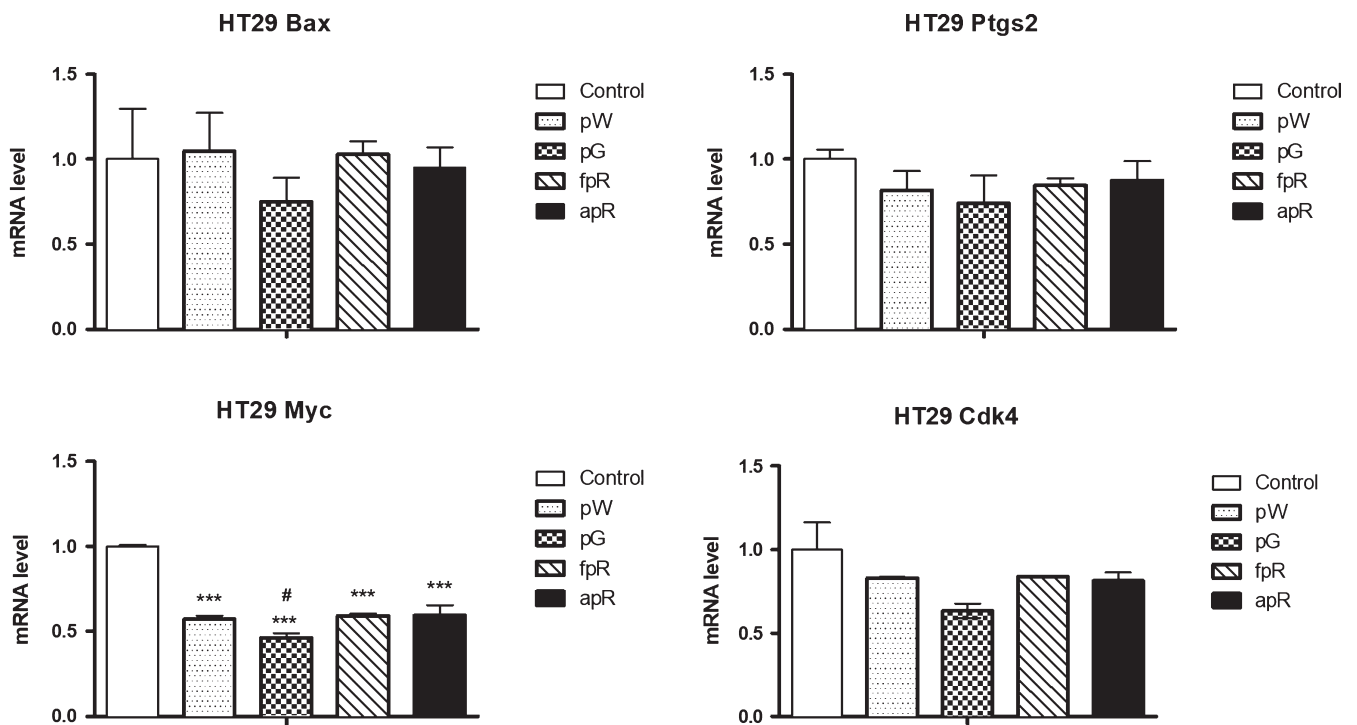 HT29 Bax
1.5
1.0
0.5
0.0
mRNA level
Control
pW
pG
fpR
apR
HT29 Ptgs2
1.5
1.0
0.5
0.0
mRNA level
Control
pW
pG
fpR
apR
HT29 Myc
1.5
1.0
0.5
0.0
mRNA level
***
#
***
***
***
Control
pW
pG
fpR
apR
HT29 Cdk4
1.5
1.0
0.5
0.0
mRNA level
Control
pW
pG
fpR
apR